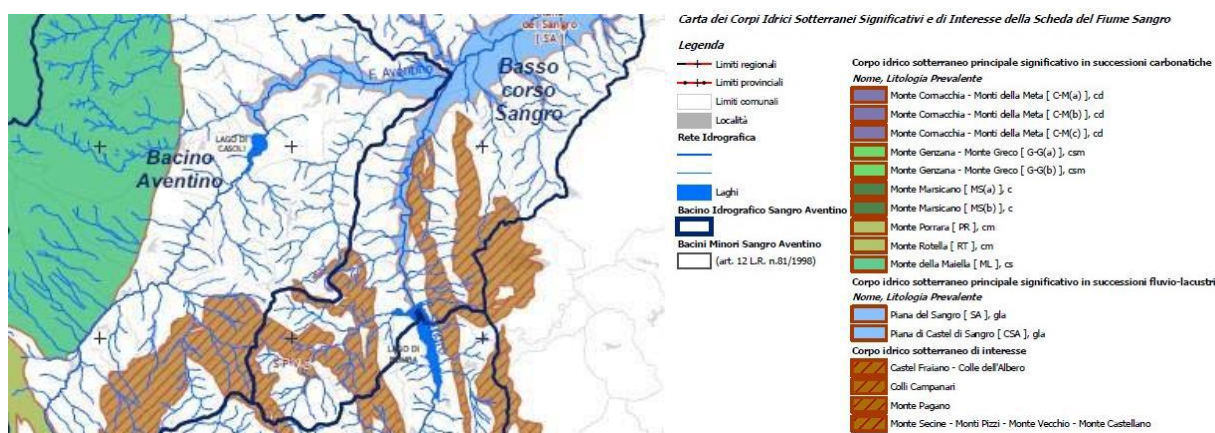 del Sangro
[ SA ]
F. Aventino
Basso
corso
Sangro
LAGO DI
CASOLI
Bacino
Aventino
LAGO DI
Carta dei Corpi Idrici Sotterranei Significativi e di Interesse della Scheda del Fiume Sangro
Legenda
Limiti regionali
Limiti provinciali
Limiti comunali
Località
Rete Idrografica
Laghi
Bacino Idrografico Sangro Aventino
Bacini Minori Sangro Aventino
(art. 12 L.R. n.81/1998)
Corpo idrico sotterraneo principale significativo in successioni carbonatiche
Nome, Litologia Prevalente
Monte Cornacchia - Monti della Meta [ C-M(a) ], cd
Monte Cornacchia - Monti della Meta [ C-M(b) ], cd
Monte Cornacchia - Monti della Meta [ C-M(c) ], cd
Monte Genzana - Monte Greco [ G-G(a) ], csm
Monte Genzana - Monte Greco [ G-G(b) ], csm
Monte Marsicano [ MS(a) ], c
Monte Marsicano [ MS(b) ], c
Monte Porrara [ PR ], cm
Monte Rotella [ RT ], cm
Monte della Maiella [ ML ], cs
Corpo idrico sotterraneo principale significativo in successioni fluvio-lacustri
Nome, Litologia Prevalente
Piana del Sangro [ SA ], gla
Piana di Castel di Sangro [ CSA ], gla
Corpo idrico sotterraneo di interesse
Castel Fraiano - Colle dell'Albero
Colli Campanari
Monte Pagano
Monte Secine - Monti Pizzi - Monte Vecchio - Monte Castellano